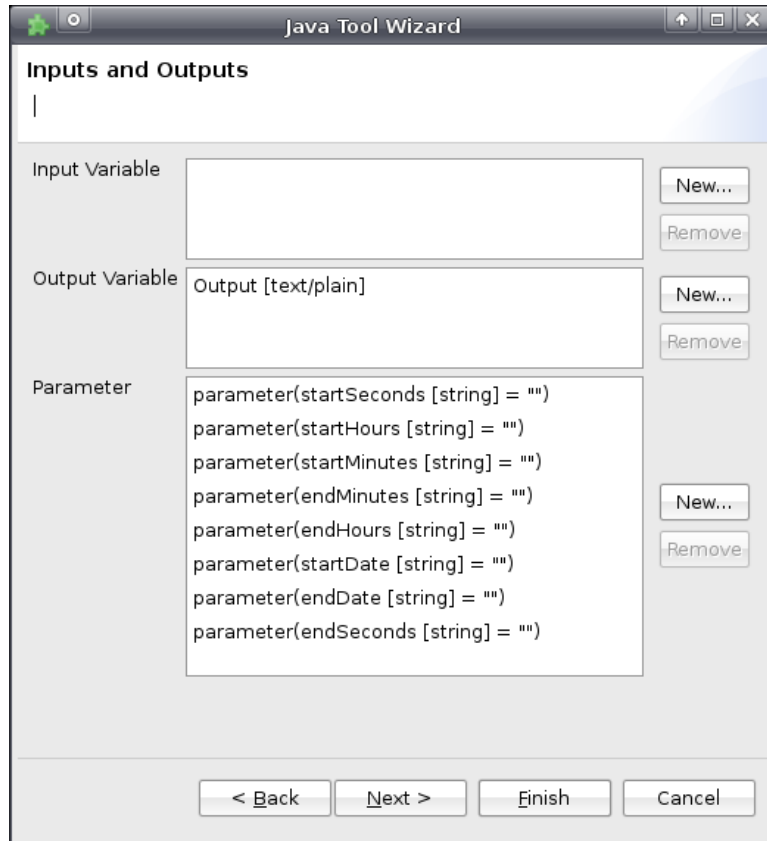 Java Tool Wizard
Inputs and Outputs
Input Variable
New...
Remove
Output Variable
Output [text/plain]
New...
Remove
Parameter
parameter(startSeconds [string] = "")
parameter(startHours [string] = "")
parameter(startMinutes [string] = "")
parameter(endMinutes [string] = "")
parameter(endHours [string] = "")
parameter(startDate [string] = "")
parameter(endDate [string] = "")
parameter(endSeconds [string] = "")
New...
Remove
< Back
Next >
Finish
Cancel